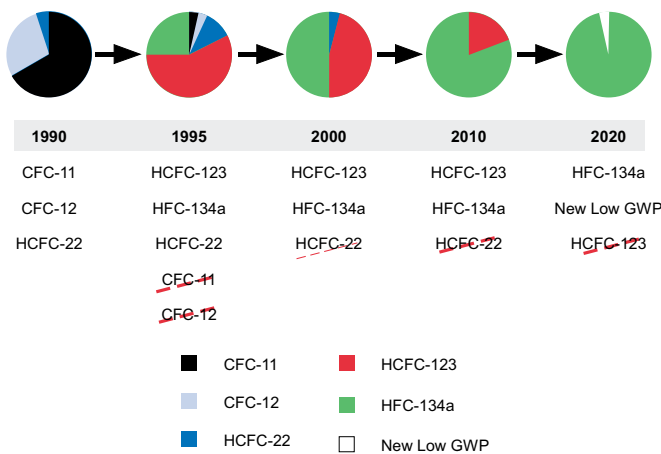 1990 1995 2000 2010 2020
CFC-11 HCFC-123 HCFC-123 HCFC-123 HFC-134a
CFC-12 HFC-134a HFC-134a HFC-134a New Low GWP
HCFC-22 HCFC-22 HCFC-22 HCFC-22 HCFC-123
CFC-11
CFC-12
CFC-11 HCFC-123
CFC-12 HFC-134a
HCFC-22 New Low GWP